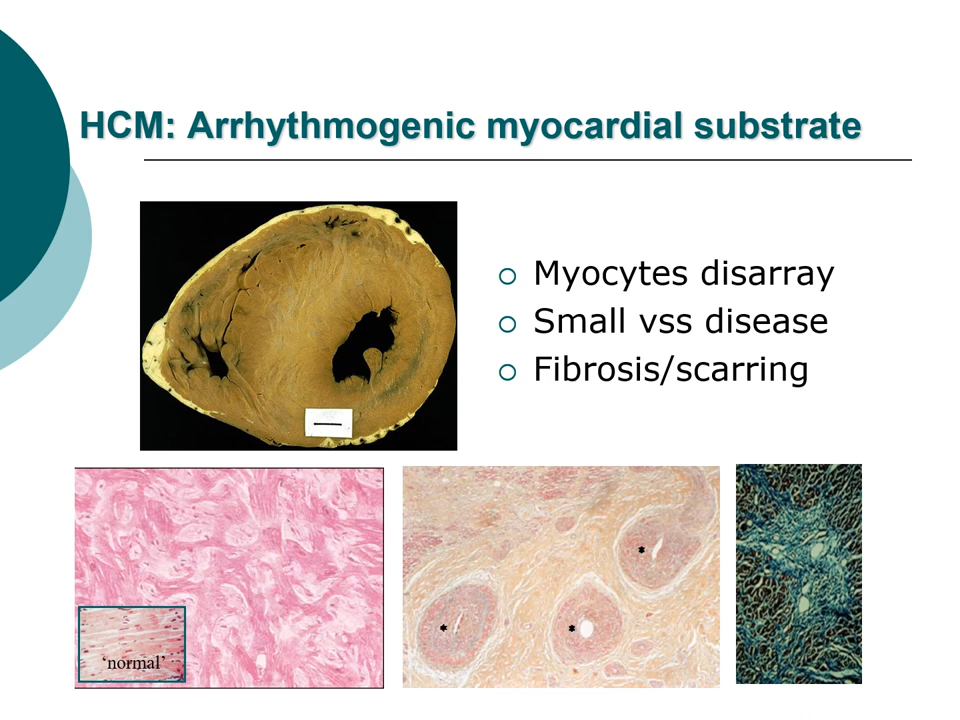 HCM: Arrhythmogenic myocardial substrate
Myocytes disarray
Small vss disease
Fibrosis/scarring
‘normal’